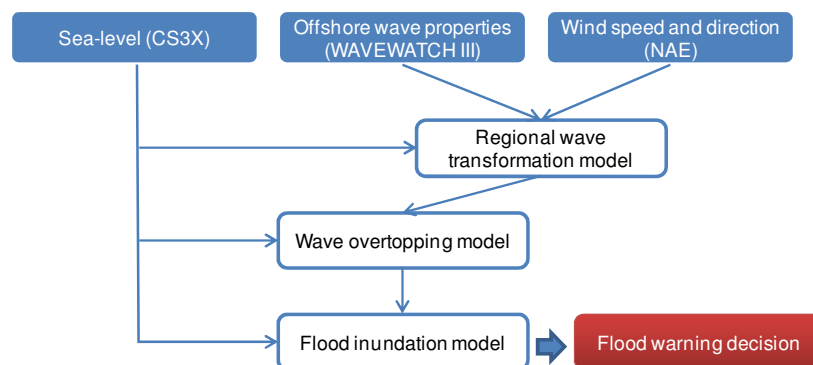 Sea-level (CS3X)
Offshore wave properties
(WAVEWATCH III)
Wind speed and direction
(NAE)
Regional wave
transformation model
Wave overtopping model
Flood inundation model
Flood warning decision